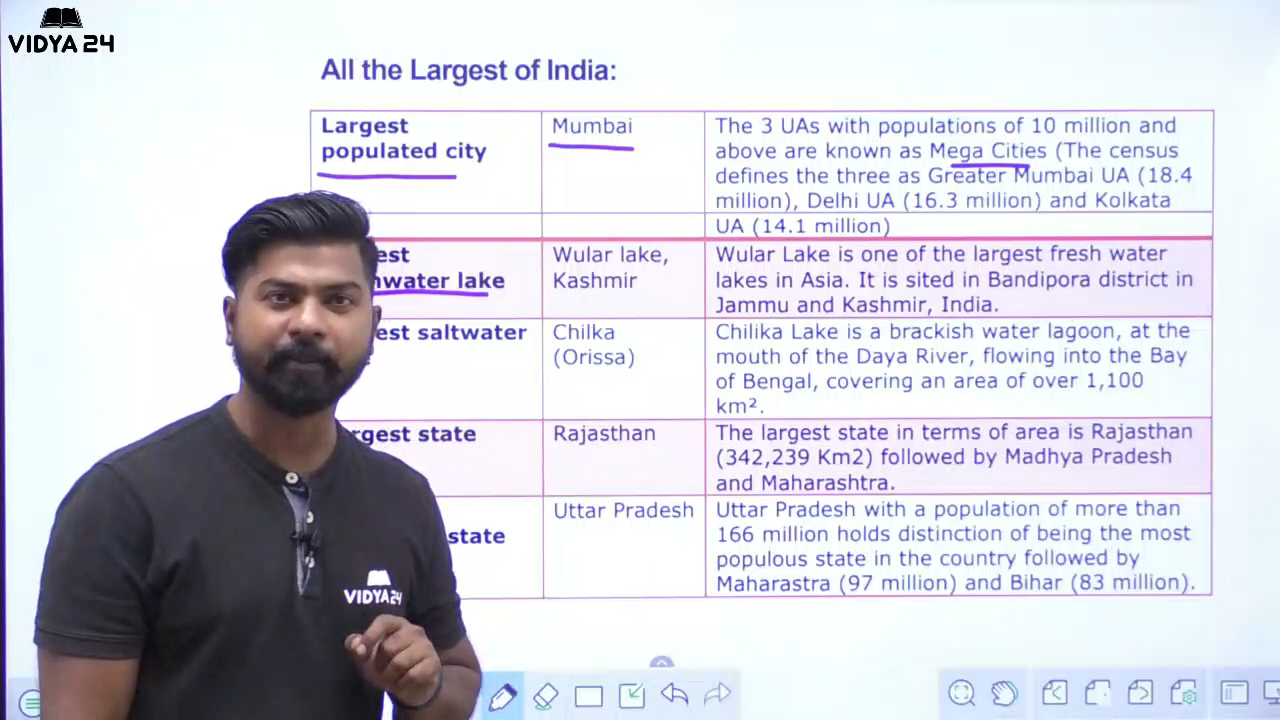 VIDYA 24
All the Largest of India:
Largest
populated city
Mumbai
The 3 UAs with populations of 10 million and
above are known as Mega Cities (The census
defines the three as Greater Mumbai UA (18.4
million), Delhi UA (16.3 million) and Kolkata
UA (14.1 million)
lake
Wular lake,
Kashmir
Wular Lake is one of the largest fresh water
lakes in Asia. It is sited in Bandipora district in
Jammu and Kashmir, India.
saltwater
Chilka
(Orissa)
Chilika Lake is a brackish water lagoon, at the
mouth of the Daya River, flowing into the Bay
of Bengal, covering an area of over 1,100
km².
state
Rajasthan
The largest state in terms of area is Rajasthan
(342,239 Km2) followed by Madhya Pradesh
and Maharashtra.
state
Uttar Pradesh
Uttar Pradesh with a population of more than
166 million holds distinction of being the most
populous state in the country followed by
Maharastra (97 million) and Bihar (83 million).
VIDYA24